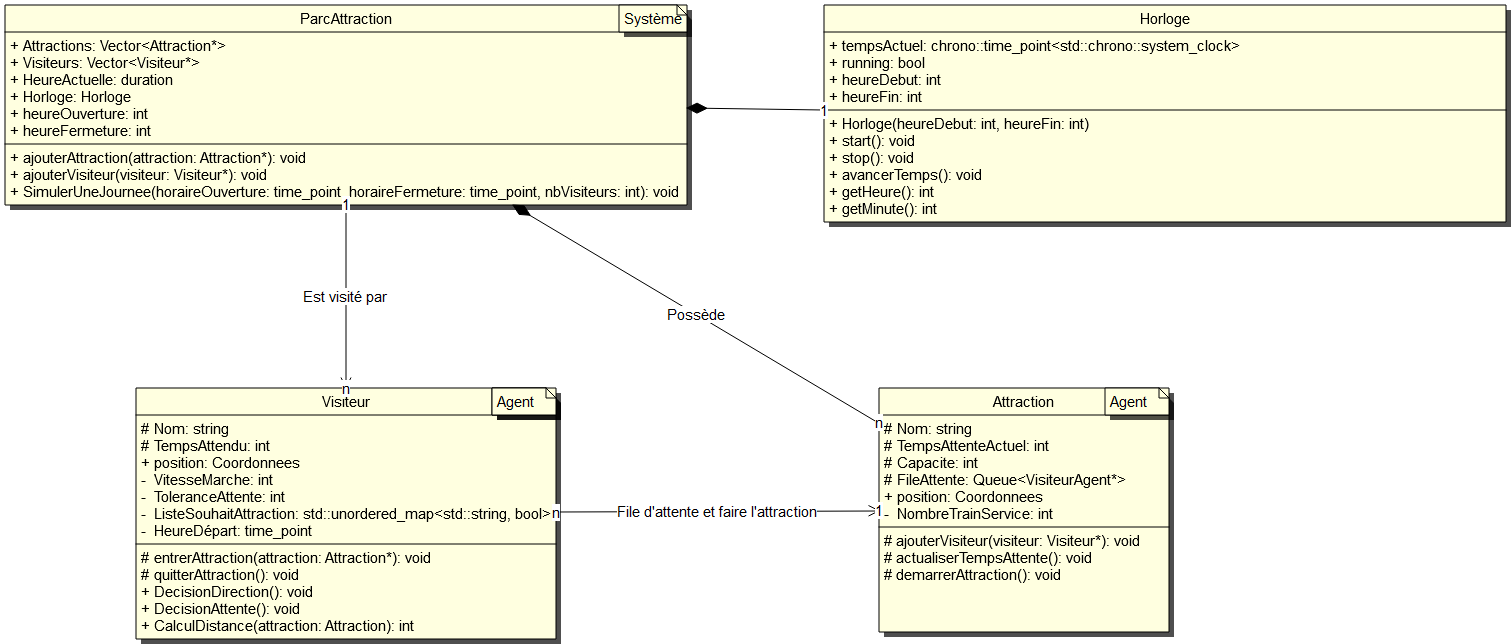 ParcAttraction
Système
+ Attractions: Vector<Attraction*>
+ Visiteurs: Vector<Visiteur*>
+ HeureActuelle: duration
+ Horloge: Horloge
+ heureOuverture: int
+ heureFermeture: int
+ ajouterAttraction(attraction: Attraction*): void
+ ajouterVisiteur(visiteur: Visiteur*): void
+ SimulerUneJournee(horaireOuverture: time_point, horaireFermeture: time_point, nbVisiteurs: int): void
Horloge
+ tempsActuel: chrono::time_point<std::chrono::system_clock>
+ running: bool
+ heureDebut: int
+ heureFin: int
+ Horloge(heureDebut: int, heureFin: int)
+ start(): void
+ stop(): void
+ avancerTemps(): void
+ getHeure(): int
+ getMinute(): int
1
1
Est visité par
n
Possède
n
Visiteur
Agent
# Nom: string
# TempsAttendu: int
+ position: Coordonnees
- VitesseMarche: int
- ToleranceAttente: int
- ListeSouhaitAttraction: std::unordered_map<std::string, bool>
- HeureDépart: time_point
# entrerAttraction(attraction: Attraction*): void
# quitterAttraction(): void
+ DecisionDirection(): void
+ DecisionAttente(): void
+ CalculDistance(attraction: Attraction): int
n
File d'attente et faire l'attraction
1
Attraction
Agent
# Nom: string
# TempsAttenteActuel: int
# Capacite: int
# FileAttente: Queue<VisiteurAgent*>
+ position: Coordonnees
- NombreTrainService: int
# ajouterVisiteur(visiteur: Visiteur*): void
# actualiserTempsAttente(): void
# demarrerAttraction(): void